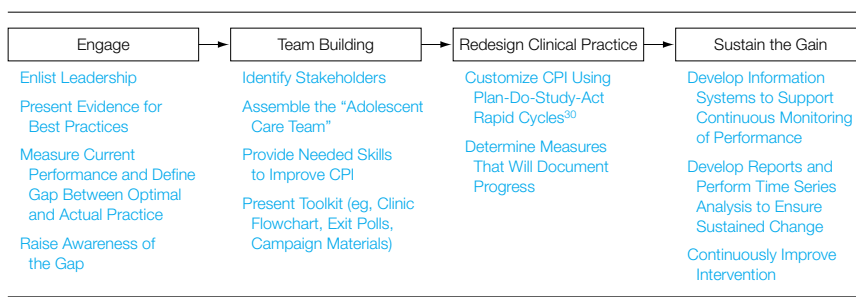 Engage
Enlist Leadership
Present Evidence for
Best Practices
Measure Current
Performance and Define
Gap Between Optimal
and Actual Practice
Raise Awareness of
the Gap
Team Building
Identify Stakeholders
Assemble the “Adolescent
Care Team”
Provide Needed Skills
to Improve CPI
Present Toolkit (eg, Clinic
Flowchart, Exit Polls,
Campaign Materials)
Redesign Clinical Practice
Customize CPI Using
Plan-Do-Study-Act
Rapid Cycles30
Determine Measures
That Will Document
Progress
Sustain the Gain
Develop Information
Systems to Support
Continuous Monitoring
of Performance
Develop Reports and
Perform Time Series
Analysis to Ensure
Sustained Change
Continuously Improve
Intervention